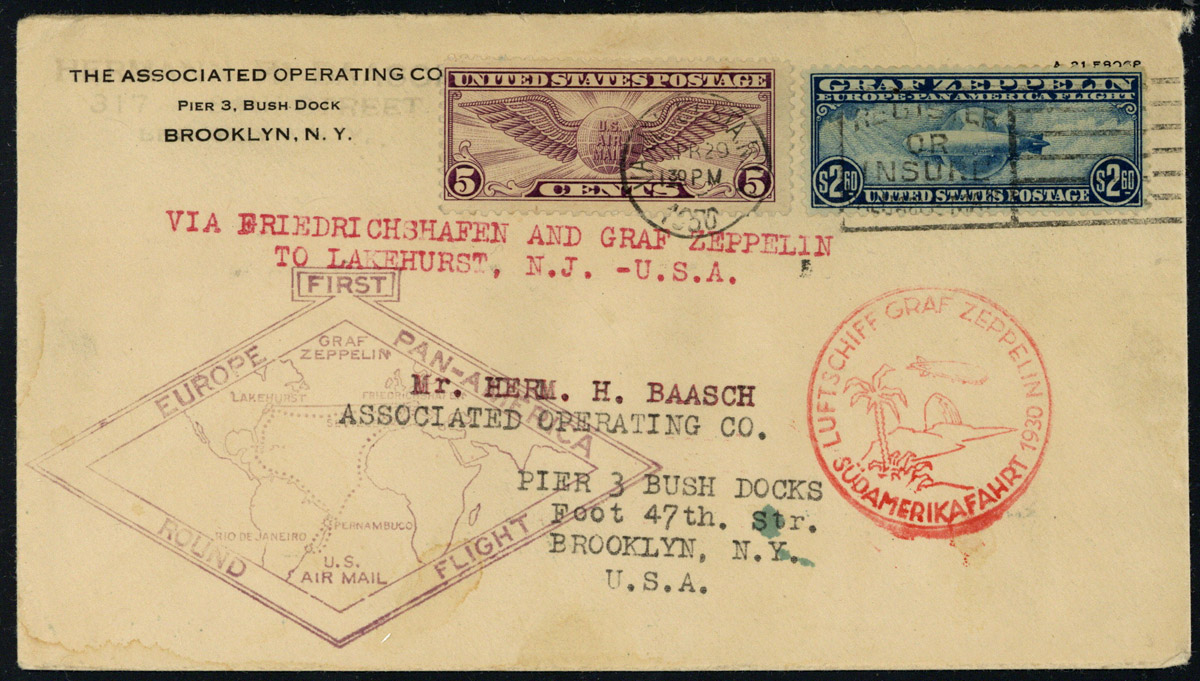 THE ASSOCIATED OPERATING CO
PIER 3, BUSH DOCK
BROOKLYN, N. Y.
UNITED STATES POSTAGE
U.S.
AIR
MAIL
5 CENTS 5
1 30 PM
GRAF ZEPPELIN
EUROPE-PAN AMERICA FLIGHT
$2.60 $2.60
UNITED STATES POSTAGE
REGISTER
OR
INSURE
VIA FRIEDRICHSHAFEN AND GRAF ZEPPELIN
TO LAKEHURST, N.J. -U.S.A.
FIRST
EUROPE PAN-AMERICA
ROUND FLIGHT
GRAF
ZEPPELIN
LAKEHURST
PERNAMBUCO
RIO DE JANEIRO
U.S.
AIR MAIL
Mr. HERM. H. BAASCH
ASSOCIATED OPERATING CO.
PIER 3 BUSH DOCKS
Foot 47th. Str.
BROOKLYN, N.Y.
U.S.A.
LUFTSCHIFF GRAF ZEPPELIN
SÜDAMERIKAFAHRT 1930